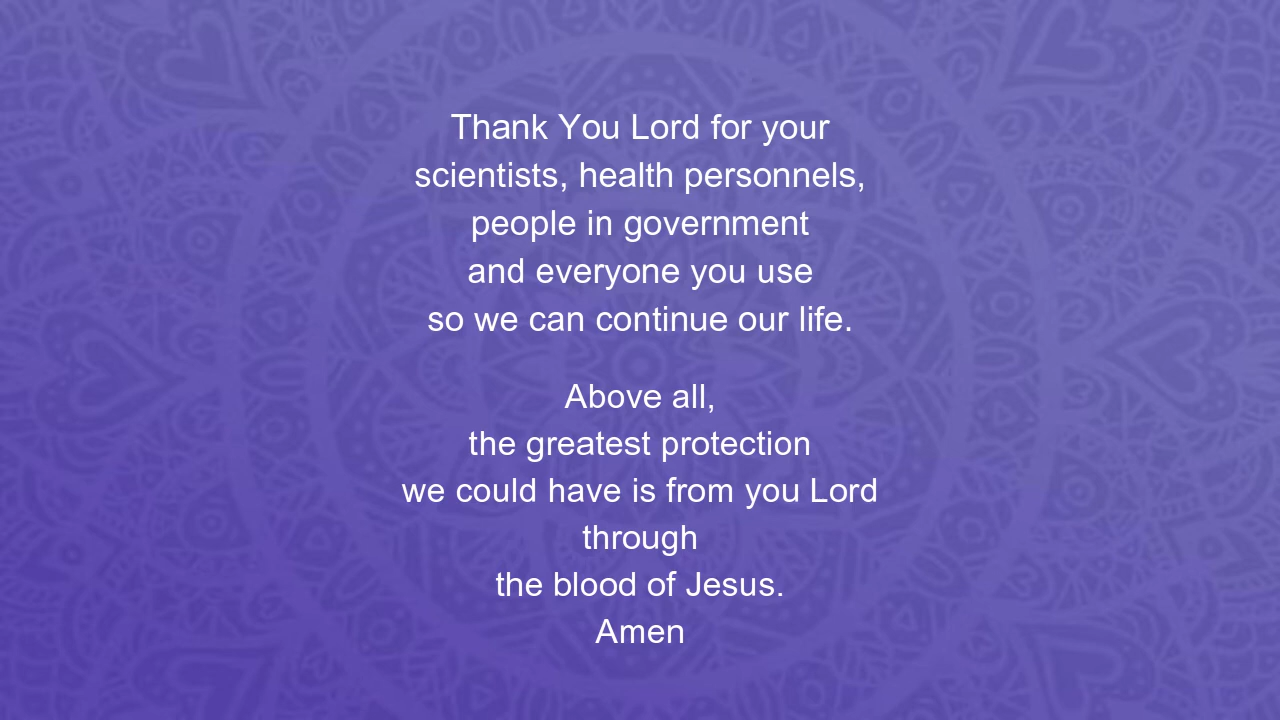 Thank You Lord for your
scientists, health personnels,
people in government
and everyone you use
so we can continue our life.
Above all,
the greatest protection
we could have is from you Lord
through
the blood of Jesus.
Amen